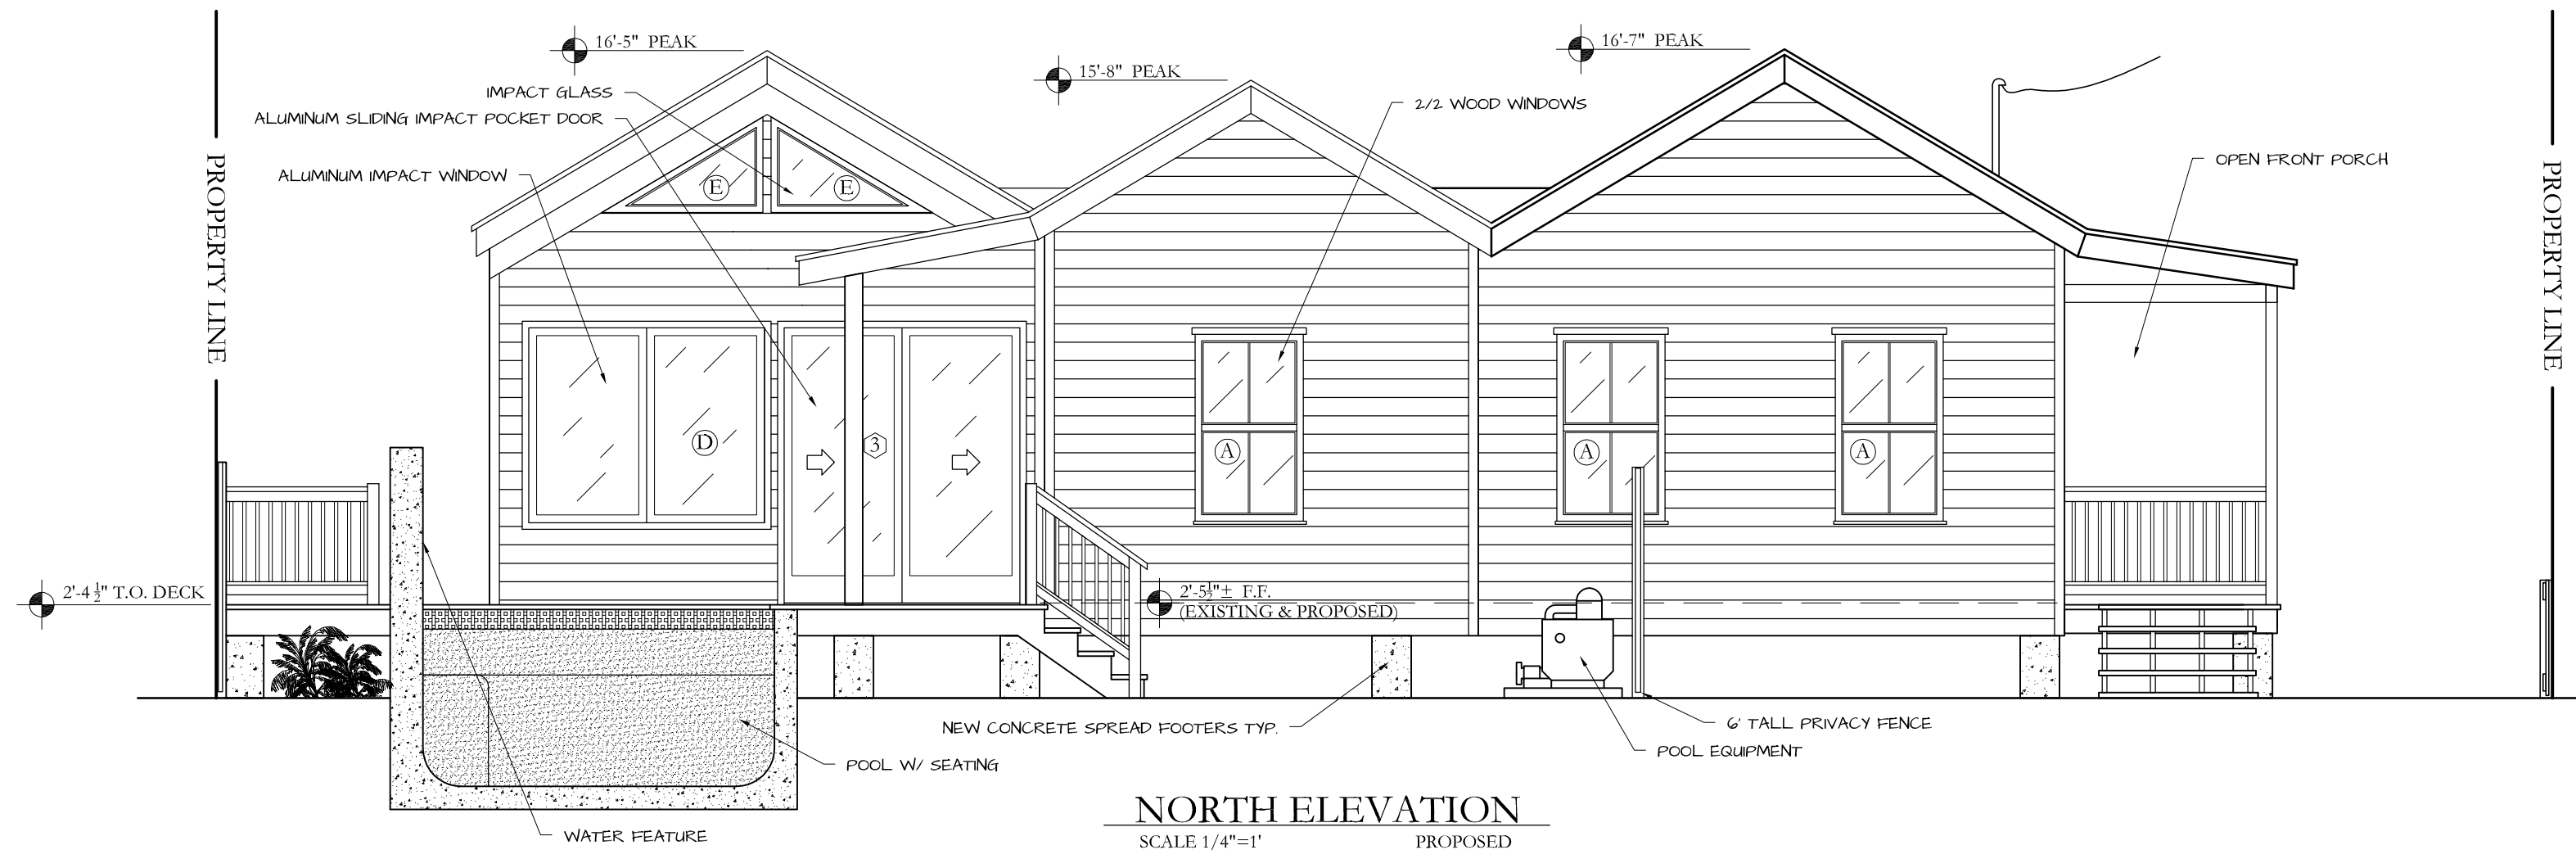 16'-5" PEAK
16'-7" PEAK
15'-8" PEAK
IMPACT GLASS
2/2 WOOD WINDOWS
ALUMINUM SLIDING IMPACT POCKET DOOR
OPEN FRONT PORCH
ALUMINUM IMPACT WINDOW
PROPERTY LINE
PROPERTY LINE
E
E
D
3
A
A
A
2'-4 1/2" T.O. DECK
2'-5 1/2"± F.F.
(EXISTING & PROPOSED)
NEW CONCRETE SPREAD FOOTERS TYP.
6' TALL PRIVACY FENCE
POOL EQUIPMENT
POOL W/ SEATING
WATER FEATURE
NORTH ELEVATION
SCALE 1/4"=1' PROPOSED